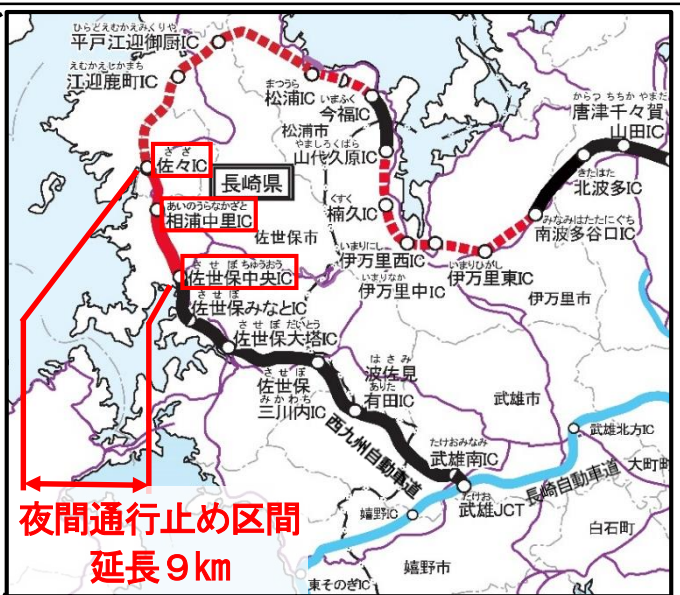 ひらどえむかえみくりや
平戸江迎御厨IC
えむかえしかまち
江迎鹿町IC
まつうら
松浦IC
いまふく
今福IC
松浦市
やましろくばら
山代久原IC
からつ ちちか やまだ
唐津千々賀
山田IC
きたはた
北波多IC
みなみはたたにぐち
南波多谷口IC
さざ
佐々IC
長崎県
あいのうらなかざと
相浦中里IC
くすく
楠久IC
佐世保市
いまりにし
伊万里西IC
いまりなか
伊万里中IC
いまりひがし
伊万里東IC
伊万里市
させぼちゅうおう
佐世保中央IC
させぼ
佐世保みなとIC
させぼだいとう
佐世保大塔IC
させぼ
佐世保
みかわち
三川内IC
はさみ
波佐見
ありた
有田IC
武雄市
西九州自動車道
たけおみなみ
武雄南IC
武雄北方IC
大町町
たけお
武雄JCT
長崎自動車道
嬉野IC
白石町
嬉野市
東そのぎIC
夜間通行止め区間
延長9km